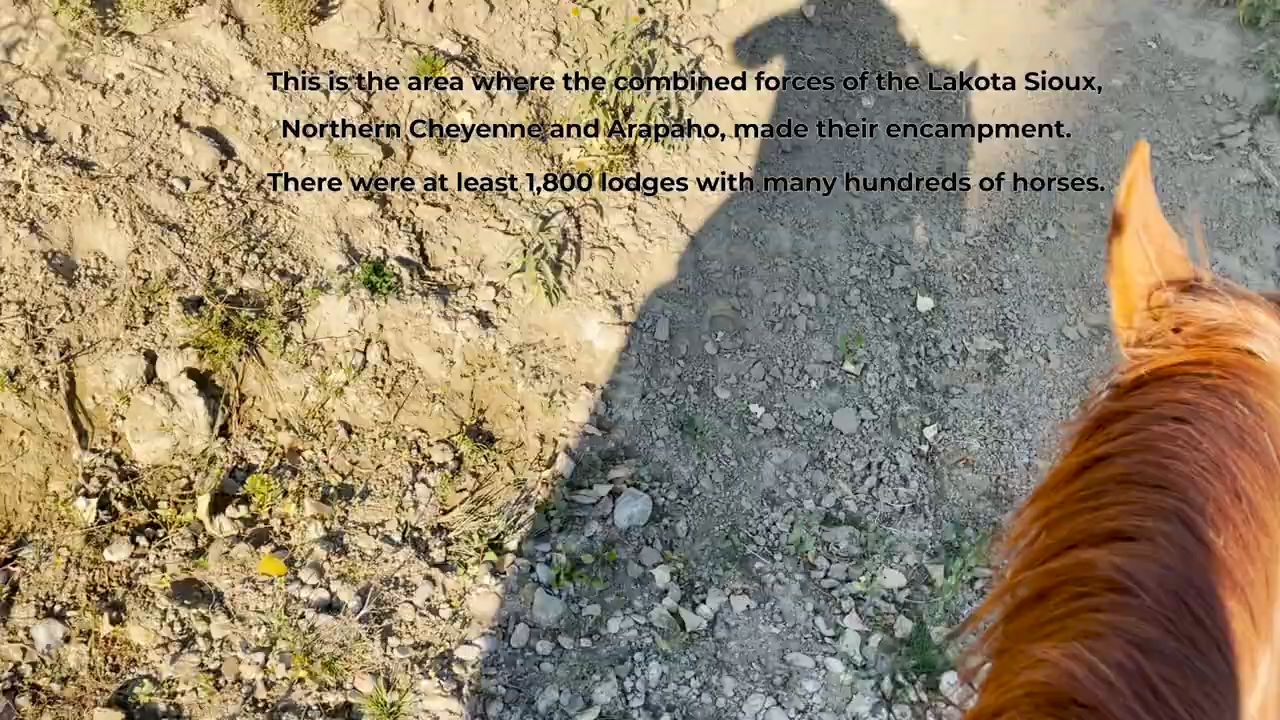 This is the area where the combined forces of the Lakota Sioux,
Northern Cheyenne and Arapaho, made their encampment.
There were at least 1,800 lodges with many hundreds of horses.